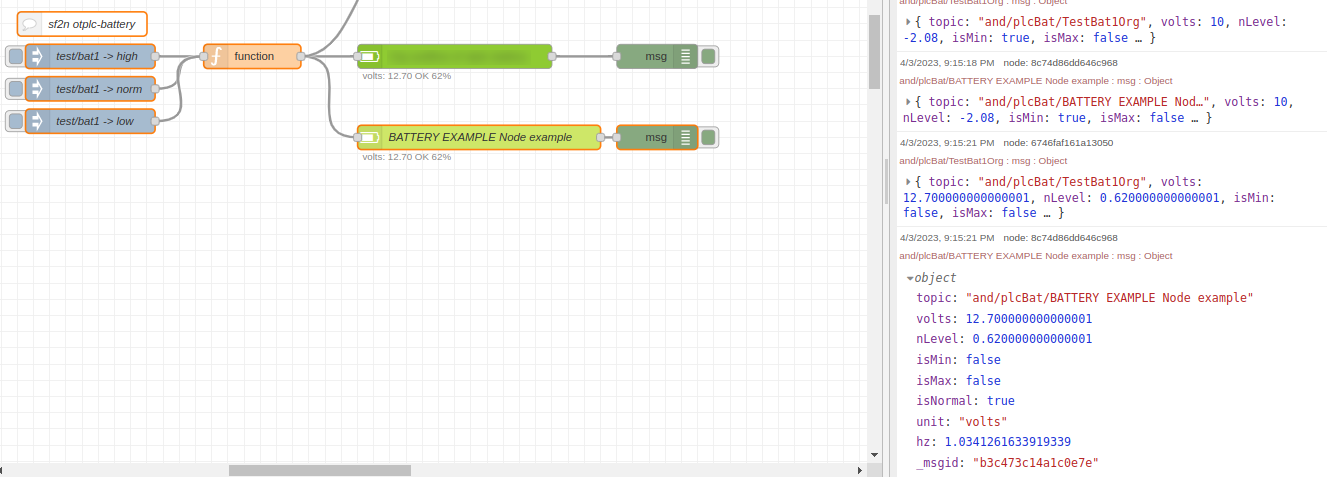 sf2n otplc-battery
test/bat1 -> high
function
msg
volts: 12.70 OK 62%
test/bat1 -> norm
test/bat1 -> low
BATTERY EXAMPLE Node example
msg
volts: 12.70 OK 62%
and/plcBat/TestBat1Org : msg : Object
{ topic: "and/plcBat/TestBat1Org", volts: 10, nLevel:
-2.08, isMin: true, isMax: false … }
4/3/2023, 9:15:18 PM node: 8c74d86dd646c968
and/plcBat/BATTERY EXAMPLE Node example : msg : Object
{ topic: "and/plcBat/BATTERY EXAMPLE Nod…", volts: 10,
nLevel: -2.08, isMin: true, isMax: false … }
4/3/2023, 9:15:21 PM node: 6746faf161a13050
and/plcBat/TestBat1Org : msg : Object
{ topic: "and/plcBat/TestBat1Org", volts:
12.700000000000001, nLevel: 0.620000000000001, isMin:
false, isMax: false … }
4/3/2023, 9:15:21 PM node: 8c74d86dd646c968
and/plcBat/BATTERY EXAMPLE Node example : msg : Object
object
topic: "and/plcBat/BATTERY EXAMPLE Node example"
volts: 12.700000000000001
nLevel: 0.620000000000001
isMin: false
isMax: false
isNormal: true
unit: "volts"
hz: 1.0341261633919339
_msgid: "b3c473c14a1c0e7e"